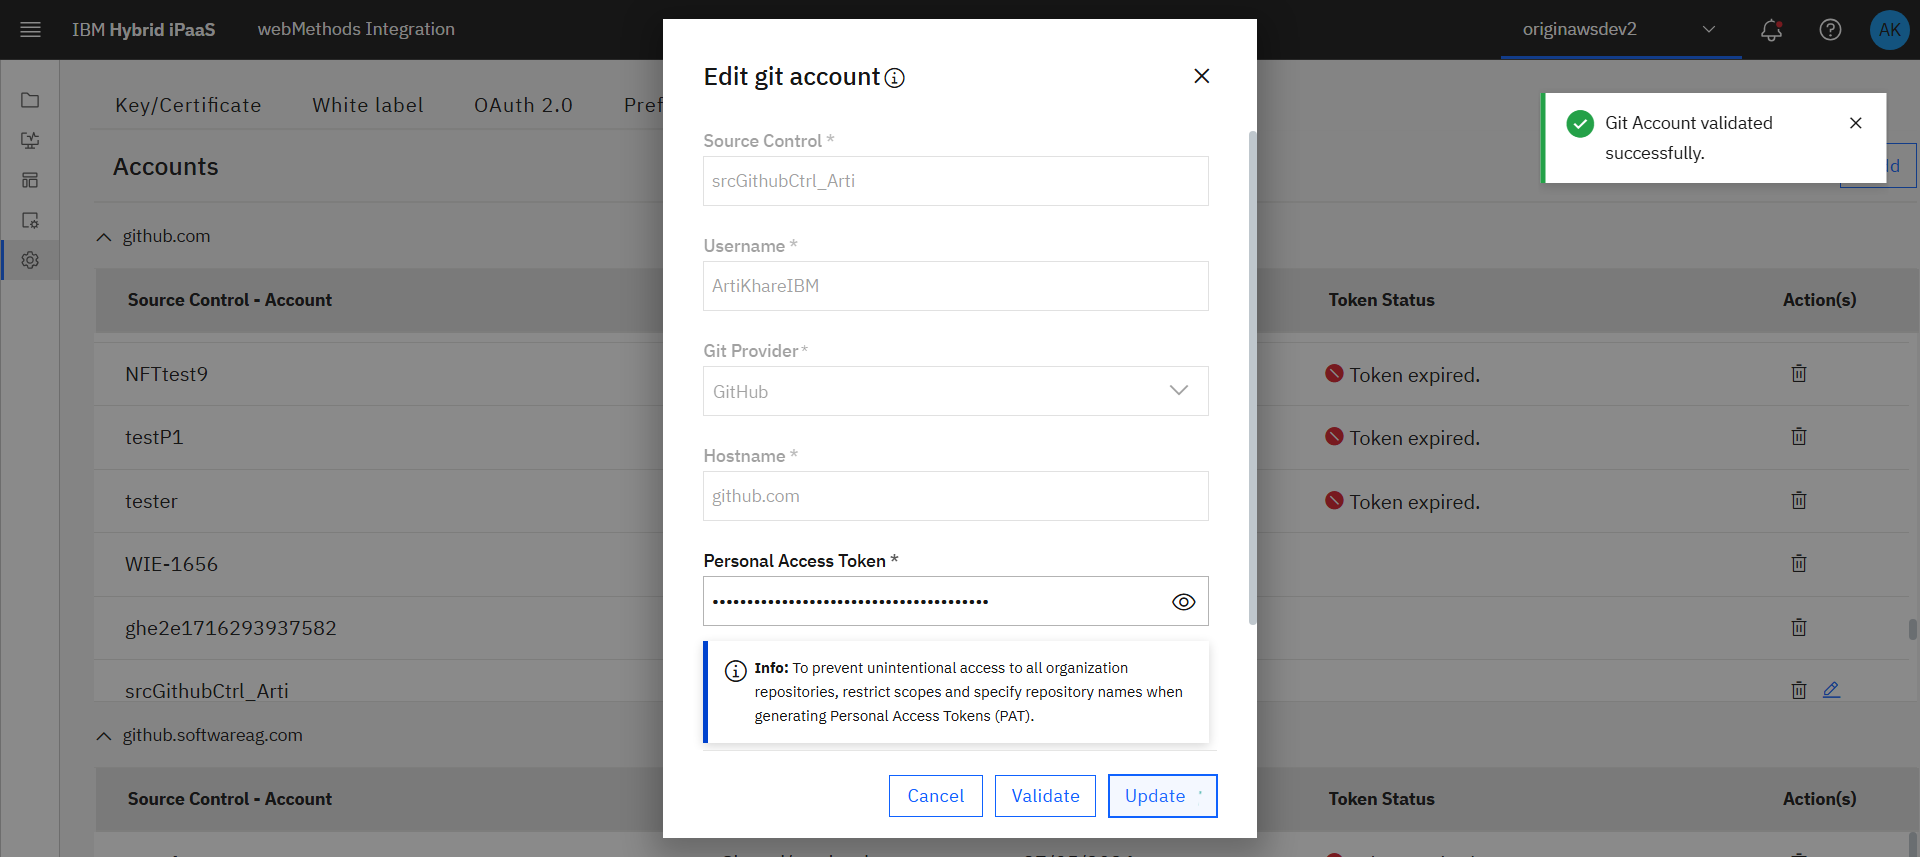 IBM Hybrid iPaaS
webMethods Integration
originawsdev2
AK
Key/Certificate
White label
OAuth 2.0
Pref
Accounts
github.com
Source Control - Account
Token Status
Action(s)
NFTtest9
Token expired.
testP1
Token expired.
tester
Token expired.
WIE-1656
ghe2e1716293937582
srcGithubCtrl_Arti
github.softwareag.com
Source Control - Account
Token Status
Action(s)
Token expired.
Edit git account
Source Control *
srcGithubCtrl_Arti
Username *
ArtiKhareIBM
Git Provider*
GitHub
Hostname *
github.com
Personal Access Token *
••••••••••••••••••••••••••••••••••••••••
Info: To prevent unintentional access to all organization
repositories, restrict scopes and specify repository names when
generating Personal Access Tokens (PAT).
Cancel
Validate
Update
Git Account validated
successfully.